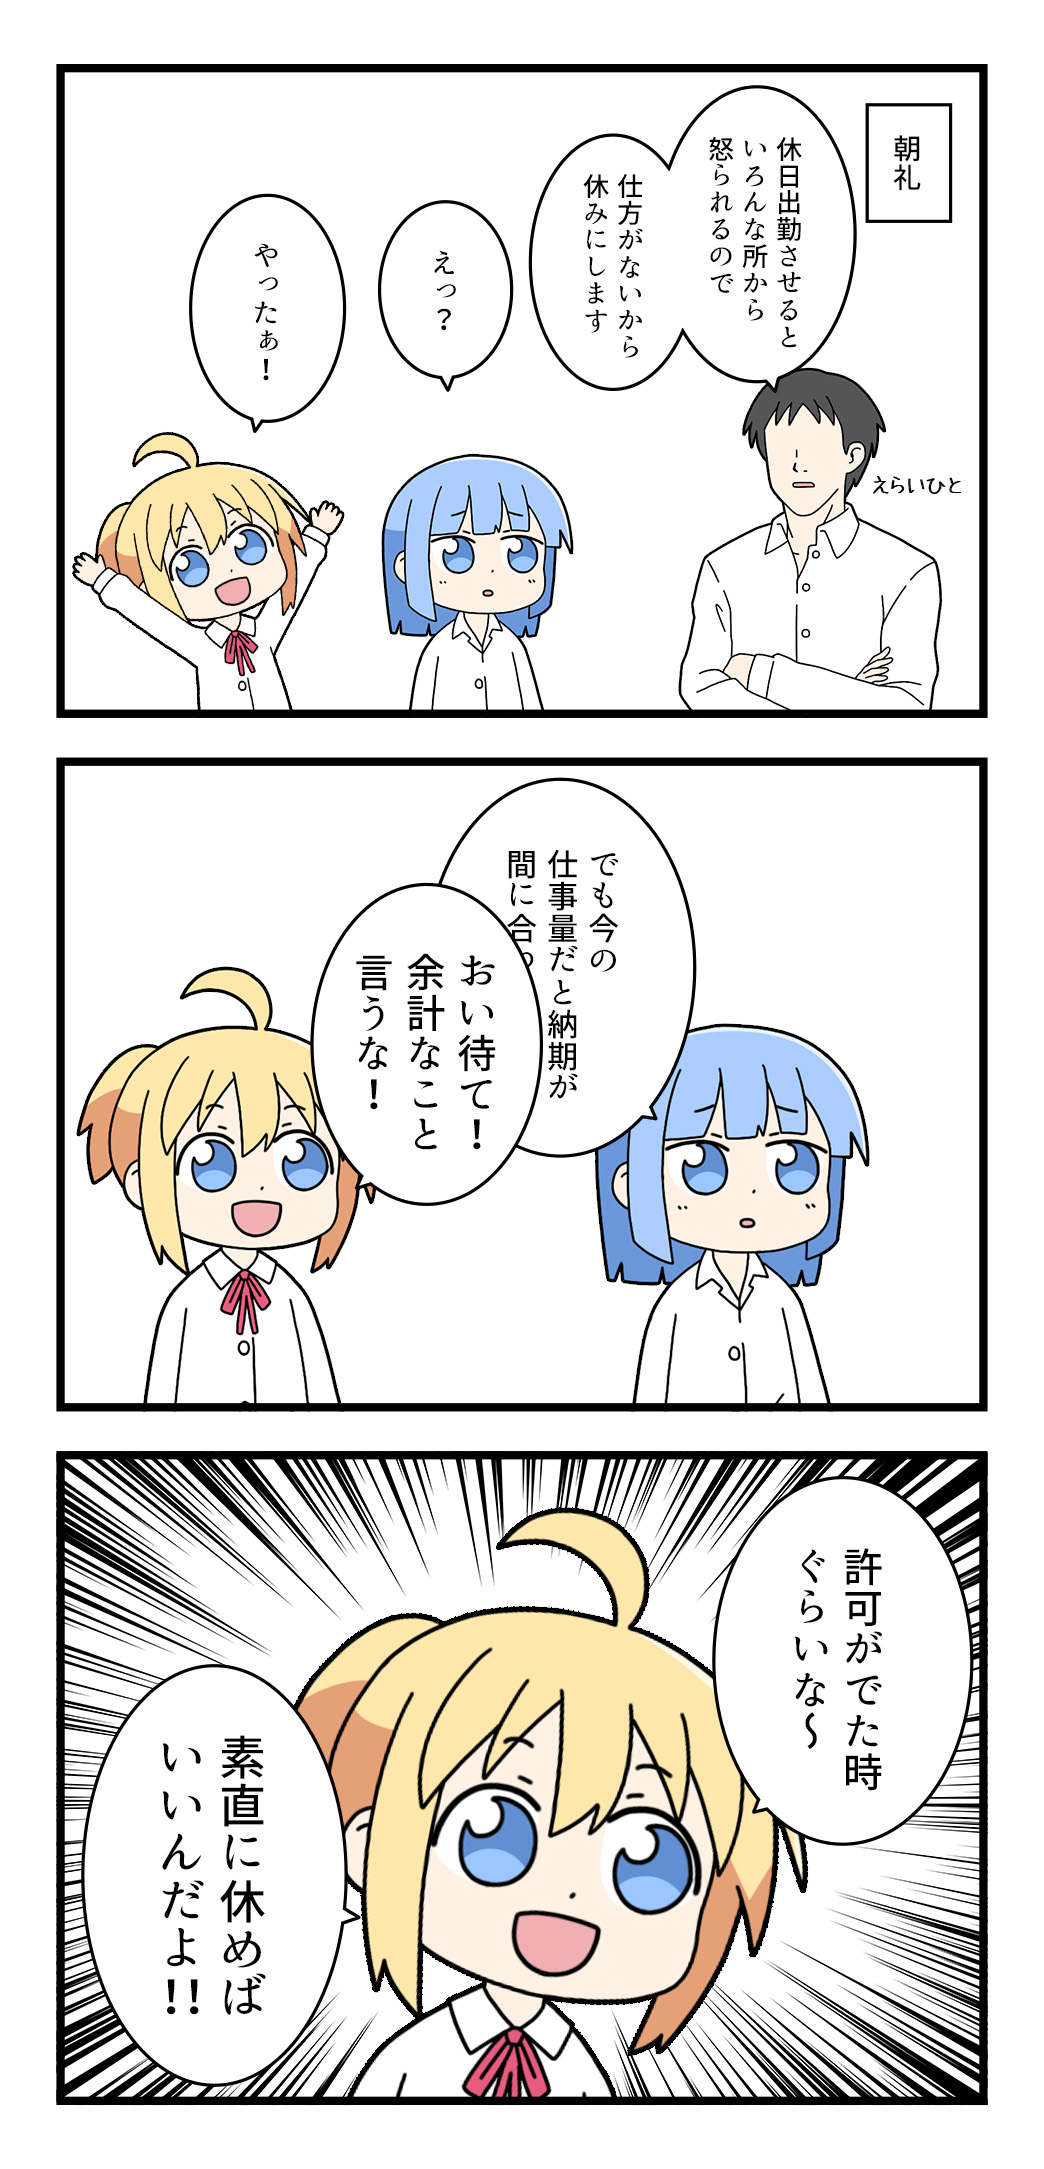 朝礼
休日出勤させると
いろんな所から
怒られるので
仕方がないから
休みにします
えらいひと
えっ？
やったぁ！
でも今の
仕事量だと納期が
間に合っ
おい待て！
余計なこと
言うな！
許可がでた時
ぐらいな～
素直に休めば
いいんだよ！！